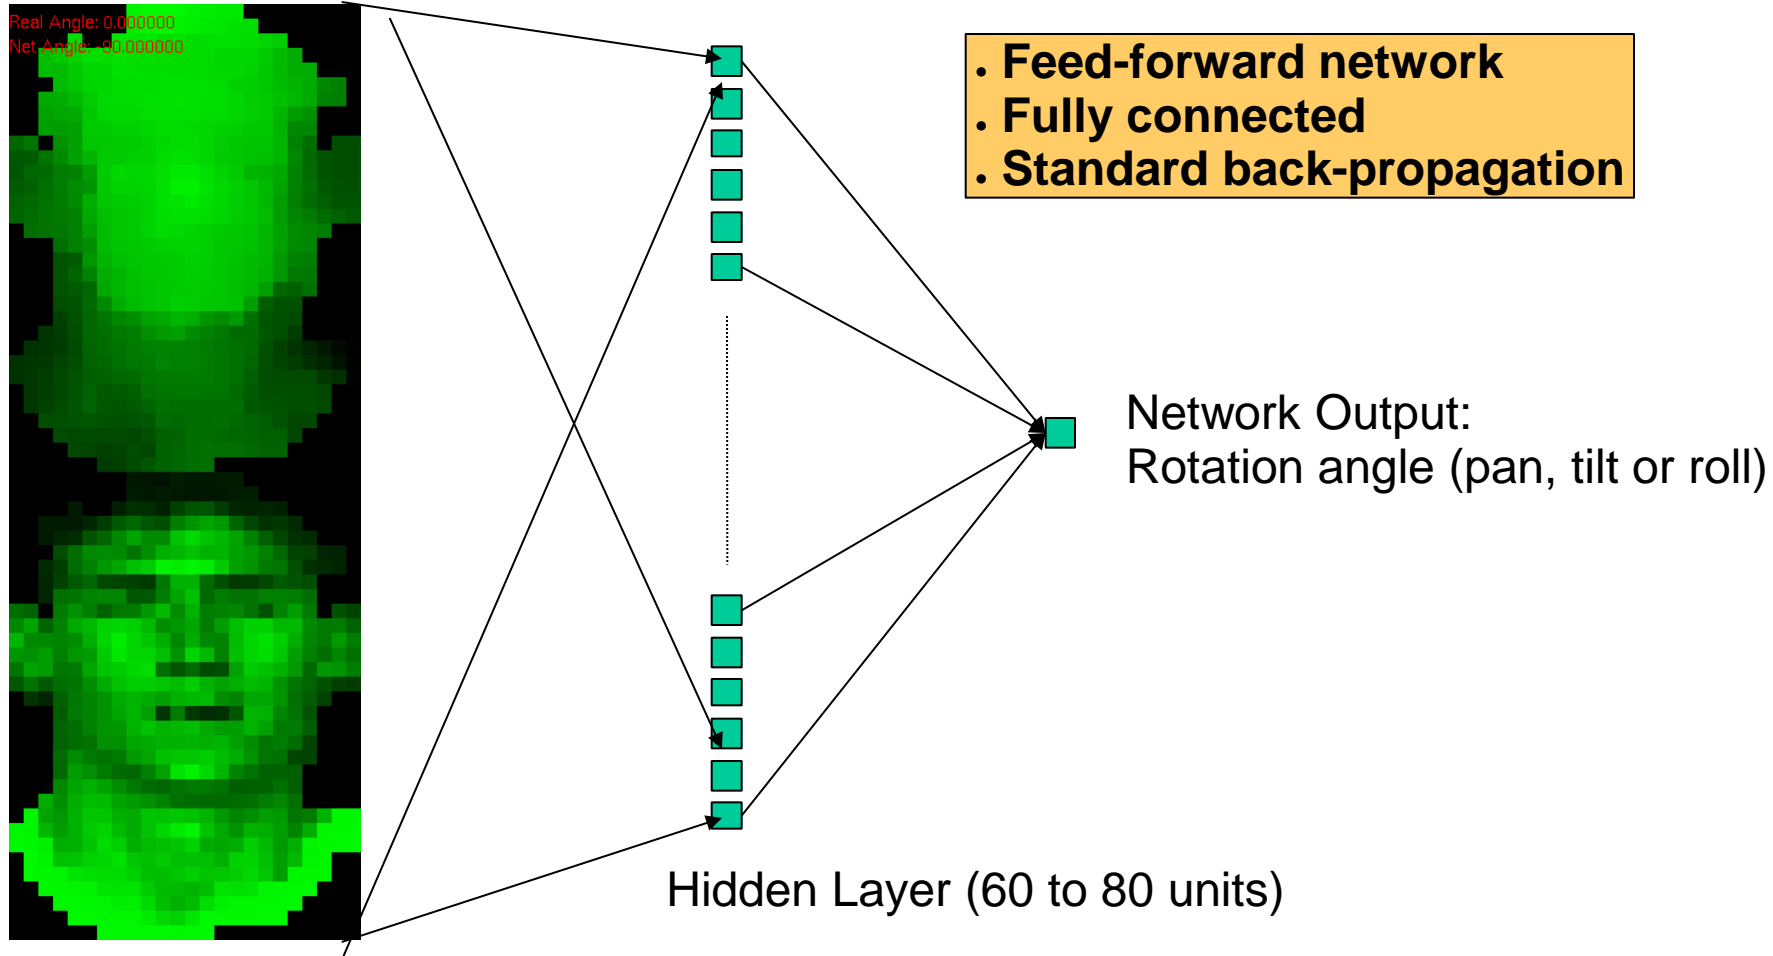 Real Angle: 0.000000
Net Angle: -90.000000
• Feed-forward network
• Fully connected
• Standard back-propagation
Network Output:
Rotation angle (pan, tilt or roll)
Hidden Layer (60 to 80 units)